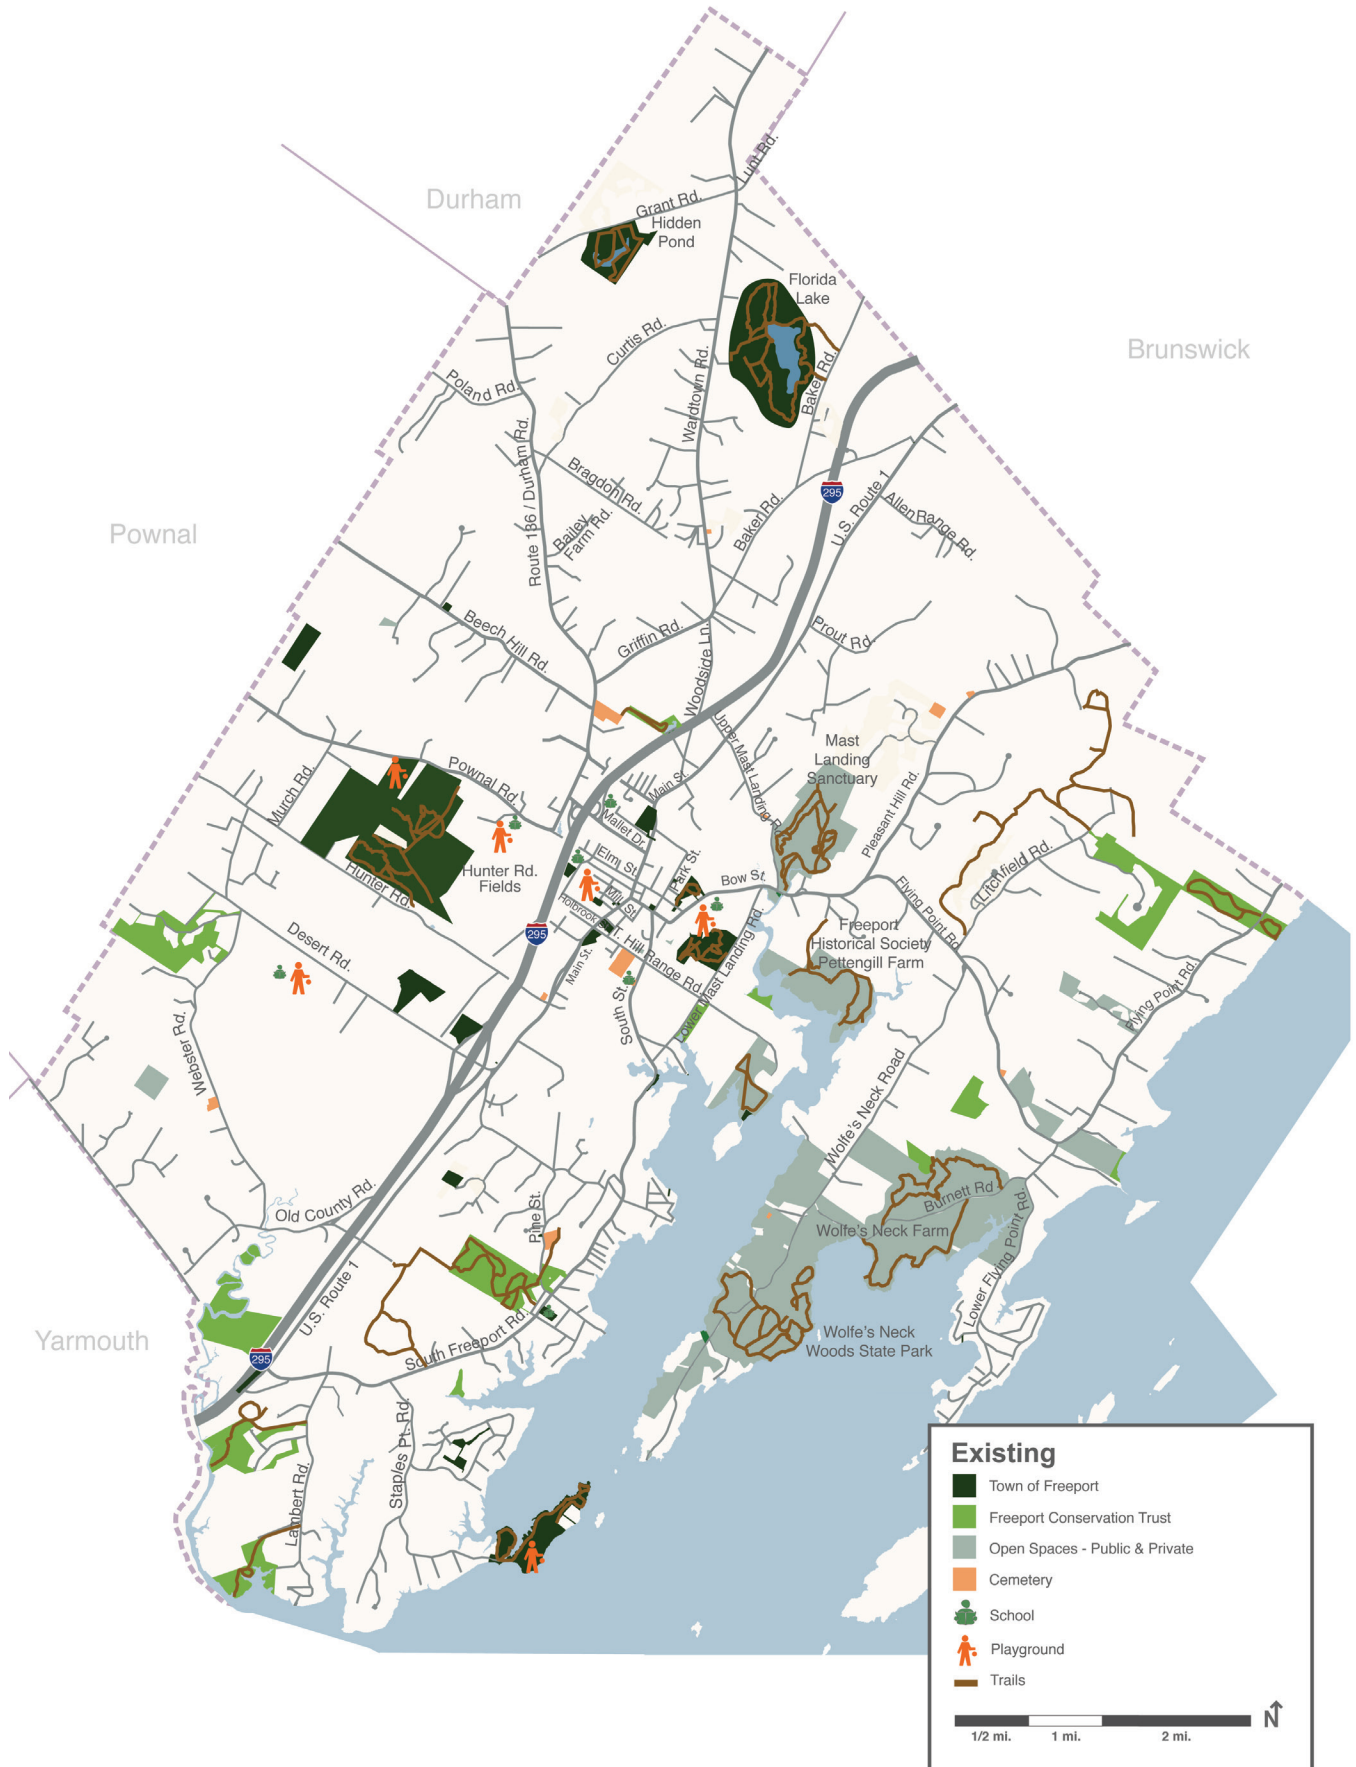 Durham
Lunt Rd.
Grant Rd.
Hidden
Pond
Florida
Lake
Brunswick
Curtis Rd.
Poland Rd.
Wardtown Rd.
Baker Rd.
Route 136 / Durham Rd.
Bragdon Rd.
295
U.S. Route 1
Allen Range Rd.
Pownal
Bailey
Farm Rd.
Baker Rd.
Beech Hill Rd.
Griffin Rd.
Prout Rd.
Woodside Ln.
Upper Mast Landing Rd.
Mast
Landing
Sanctuary
Murch Rd.
Pownal Rd.
Main St.
Mallet Dr.
Pleasant Hill Rd.
Hunter Rd.
Hunter Rd.
Fields
Elm St.
Park St.
Bow St.
Mill St.
Holbrook St.
Litchfield Rd.
Flying Point Rd.
295
Desert Rd.
T. Hill Range Rd.
Main St.
Lower Mast Landing Rd.
Freeport
Historical Society
Pettengill Farm
South St.
Flying Point Rd.
Webster Rd.
Wolfe's Neck Road
Old County Rd.
Pine St.
Burnett Rd
Wolfe's Neck Farm
Lower Flying Point Rd.
U.S. Route 1
Yarmouth
295
South Freeport Rd.
Wolfe's Neck
Woods State Park
Staples Pt. Rd.
Lambert Rd.
Existing
Town of Freeport
Freeport Conservation Trust
Open Spaces - Public & Private
Cemetery
School
Playground
Trails
N
1/2 mi. 1 mi. 2 mi.